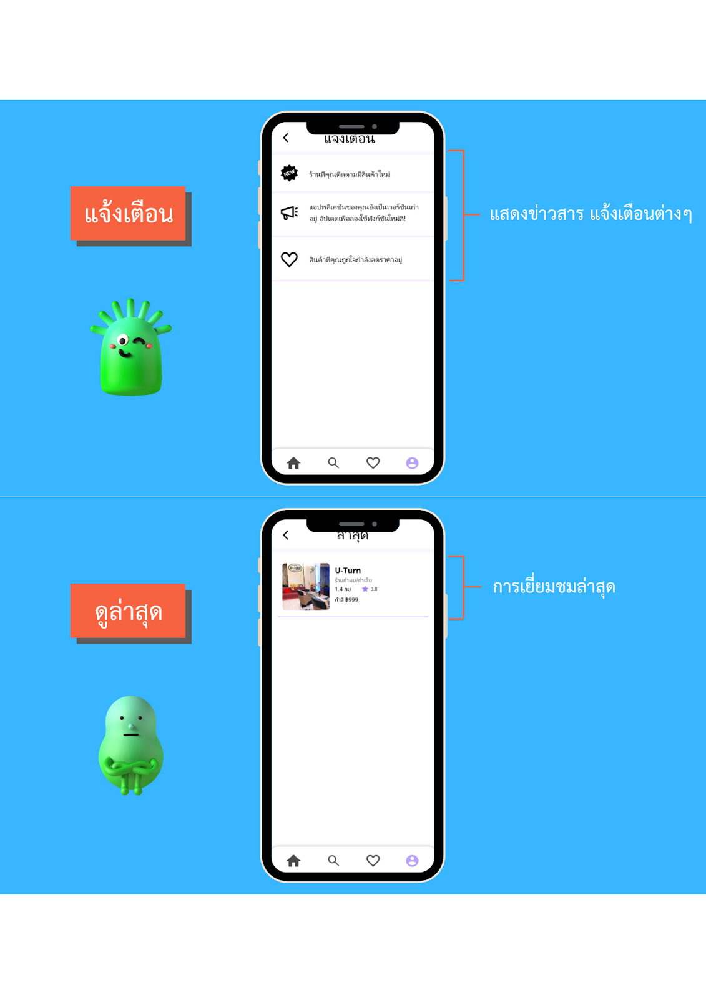 แจ้งเตือน
แจ้งเตือน
NEW
ร้านที่คุณติดตามมีสินค้าใหม่
แอปพลิเคชันของคุณยังเป็นเวอร์ชันเก่า
อยู่ อัปเดตเพื่อลองใช้ฟังก์ชันใหม่สิ!
สินค้าที่คุณถูกใจกำลังลดราคาอยู่
แสดงข่าวสาร แจ้งเตือนต่างๆ
ดูล่าสุด
ล่าสุด
U-TURN
U-Turn
ร้านทำผม/ทำเล็บ
1.4 กม 3.8
ทำสี ฿999
การเยี่ยมชมล่าสุด